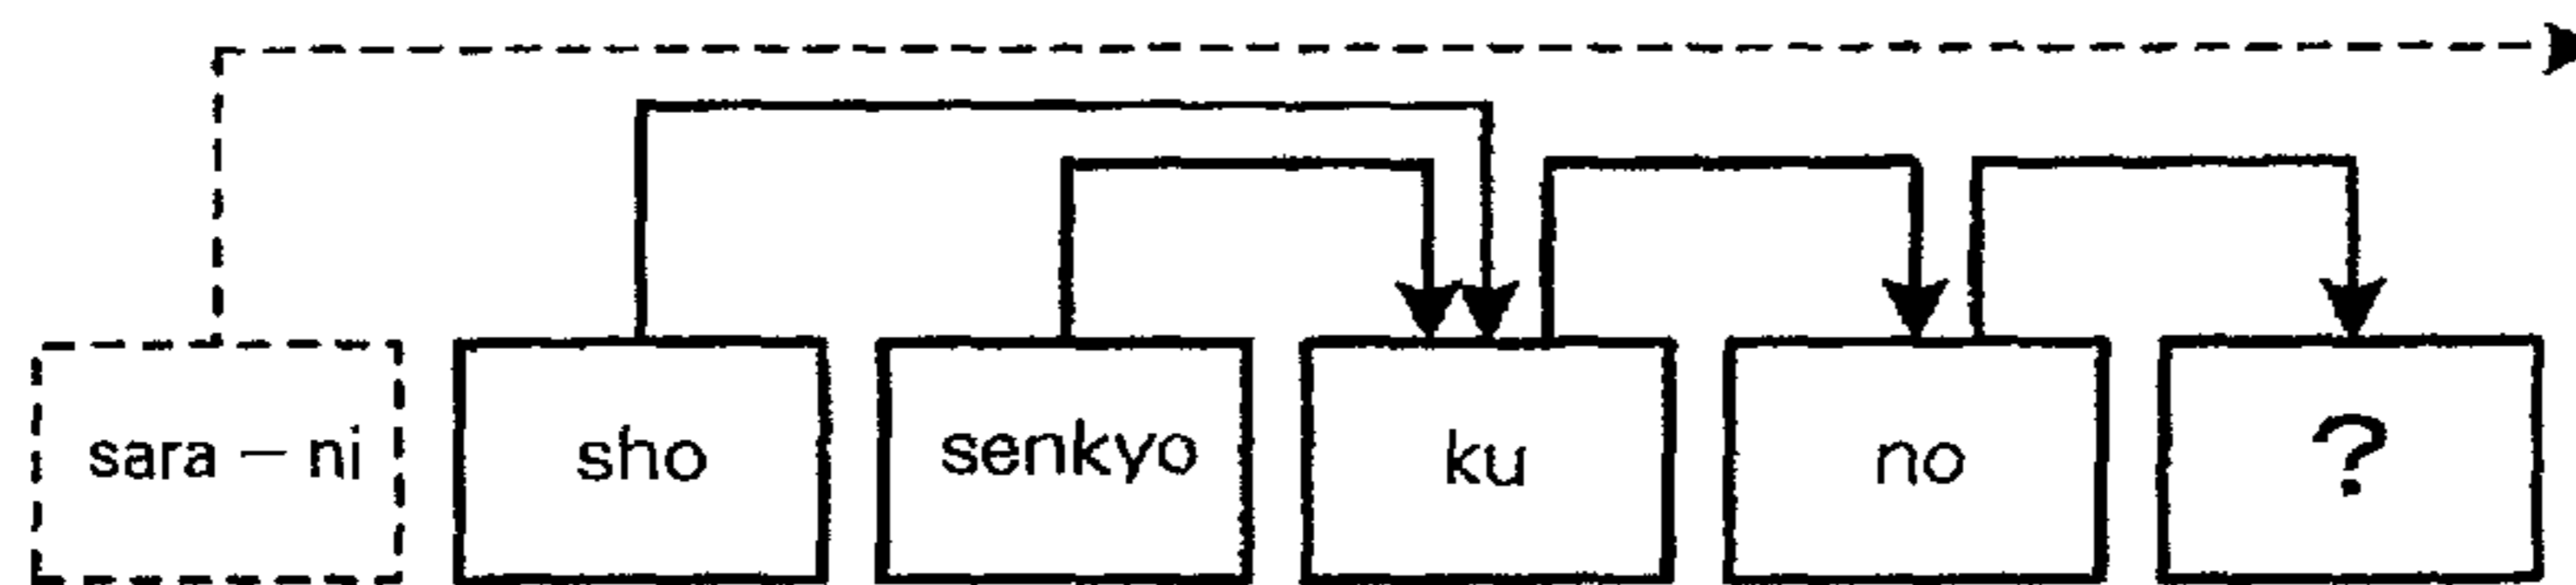 sara – ni sho senkyo ku no ?